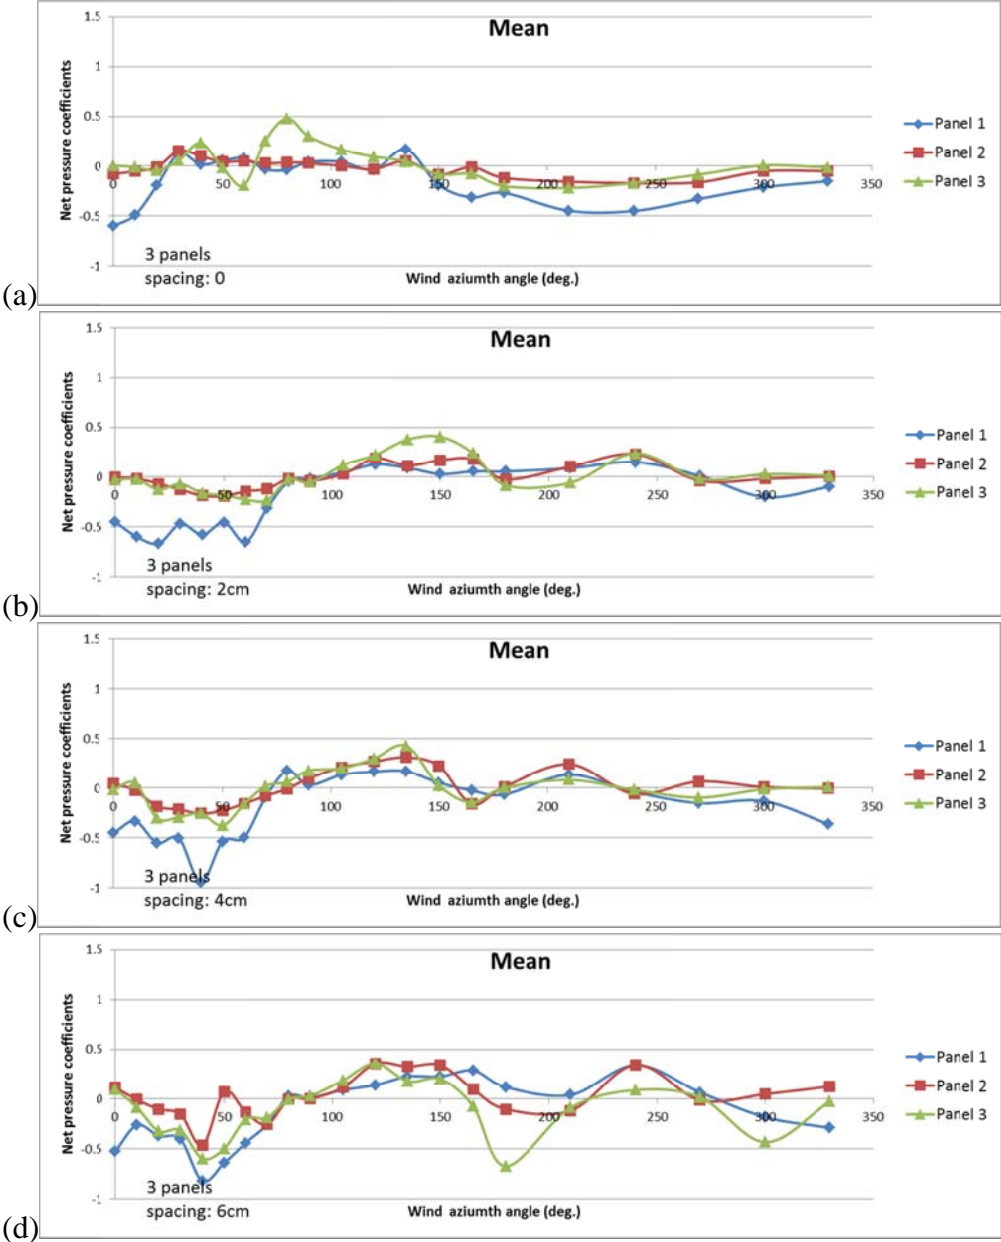 Mean
1.5
1
0.5
0
-0.5
-1
0 50 100 150 200 250 300 350
Net pressure coefficients
Wind aziumth angle (deg.)
3 panels
spacing: 0
Panel 1
Panel 2
Panel 3
(a)
Mean
1.5
1
0.5
0
-0.5
-1
0 50 100 150 200 250 300 350
Net pressure coefficients
Wind aziumth angle (deg.)
3 panels
spacing: 2cm
Panel 1
Panel 2
Panel 3
(b)
Mean
1.5
1
0.5
0
-0.5
-1
0 50 100 150 200 250 300 350
Net pressure coefficients
Wind aziumth angle (deg.)
3 panels
spacing: 4cm
Panel 1
Panel 2
Panel 3
(c)
Mean
1.5
1
0.5
0
-0.5
-1
0 50 100 150 200 250 300 350
Net pressure coefficients
Wind aziumth angle (deg.)
3 panels
spacing: 6cm
Panel 1
Panel 2
Panel 3
(d)